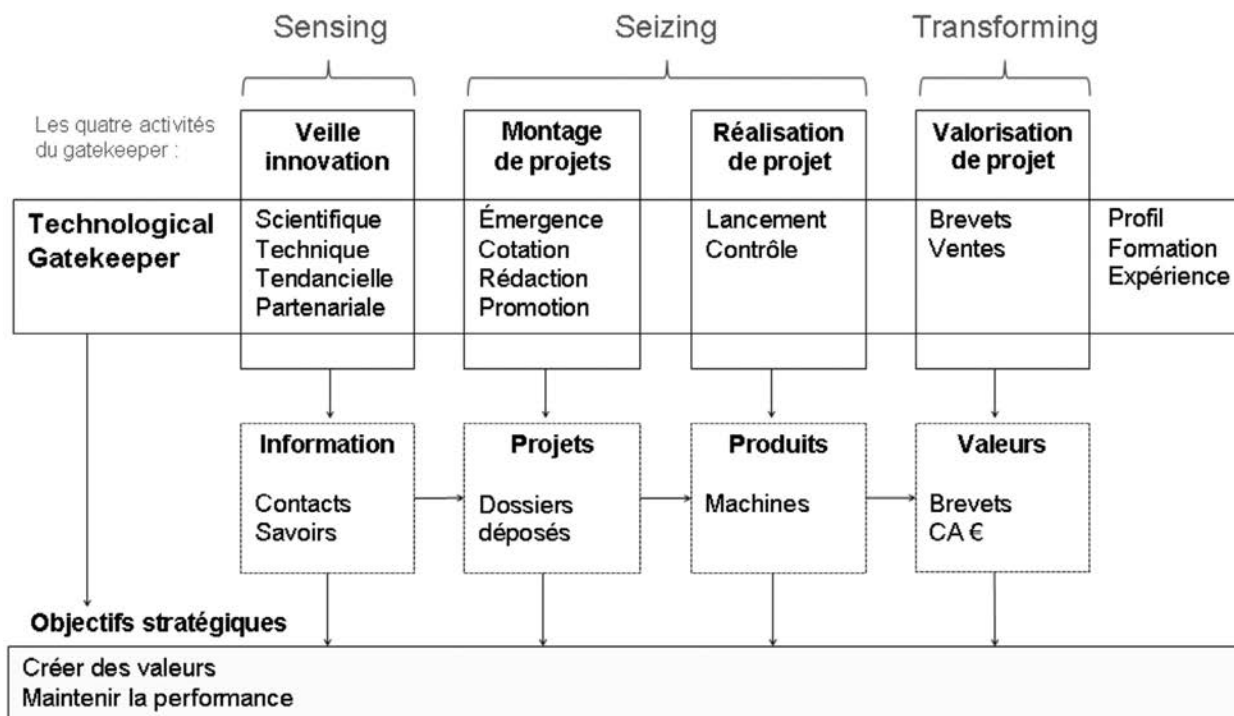 Sensing
Seizing
Transforming
Les quatre activités
du gatekeeper :
Veille
innovation
Montage
de projets
Réalisation
de projet
Valorisation
de projet
Technological
Gatekeeper
Scientifique
Technique
Tendancielle
Partenariale
Émergence
Cotation
Rédaction
Promotion
Lancement
Contrôle
Brevets
Ventes
Profil
Formation
Expérience
Information
Contacts
Savoirs
Projets
Dossiers
déposés
Produits
Machines
Valeurs
Brevets
CA €
Objectifs stratégiques
Créer des valeurs
Maintenir la performance